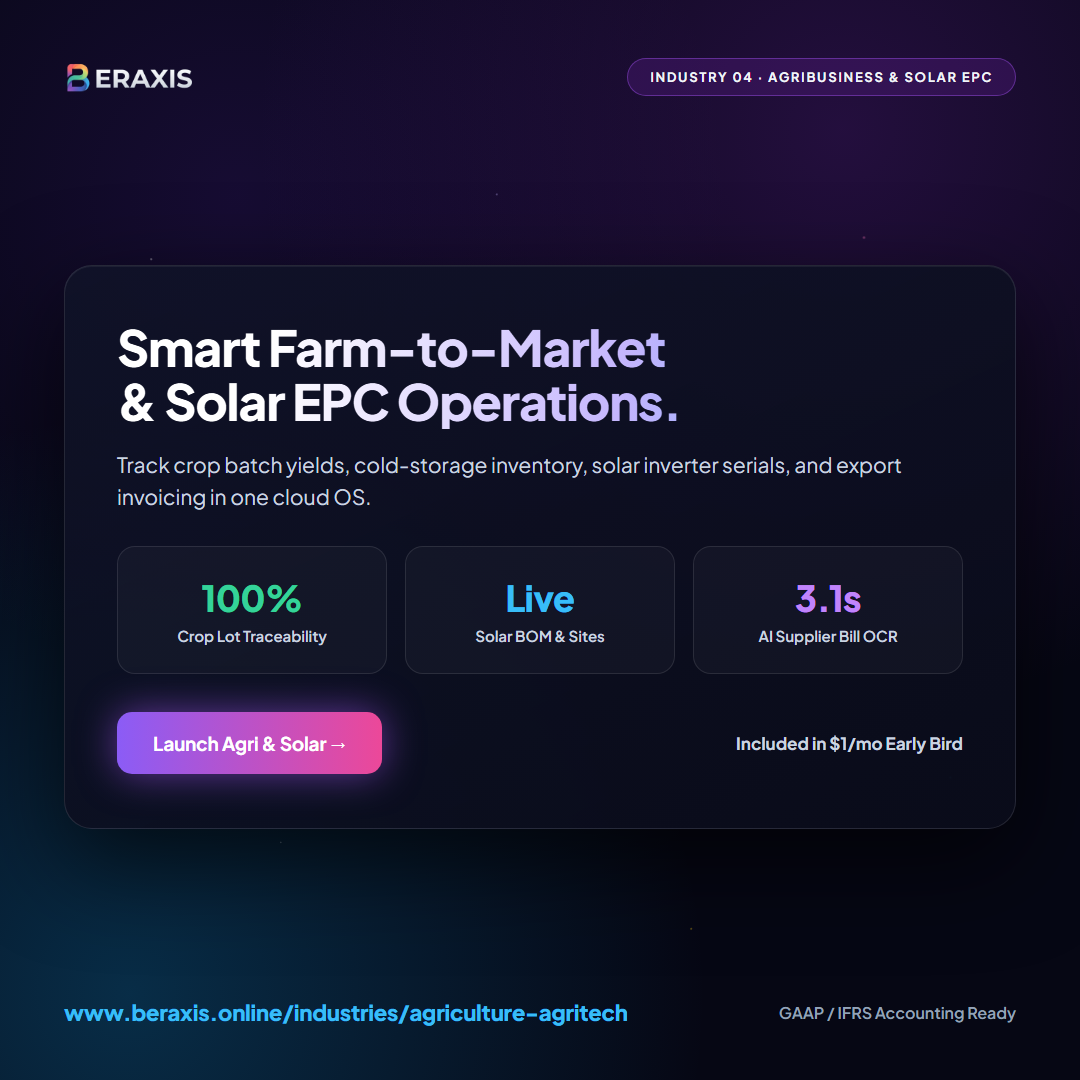 BERAXIS
INDUSTRY 04 · AGRIBUSINESS & SOLAR EPC
Smart Farm-to-Market
& Solar EPC Operations.
Track crop batch yields, cold-storage inventory, solar inverter serials, and export
invoicing in one cloud OS.
100%
Crop Lot Traceability
Live
Solar BOM & Sites
3.1s
AI Supplier Bill OCR
Launch Agri & Solar →
Included in $1/mo Early Bird
www.beraxis.online/industries/agriculture-agritech
GAAP / IFRS Accounting Ready